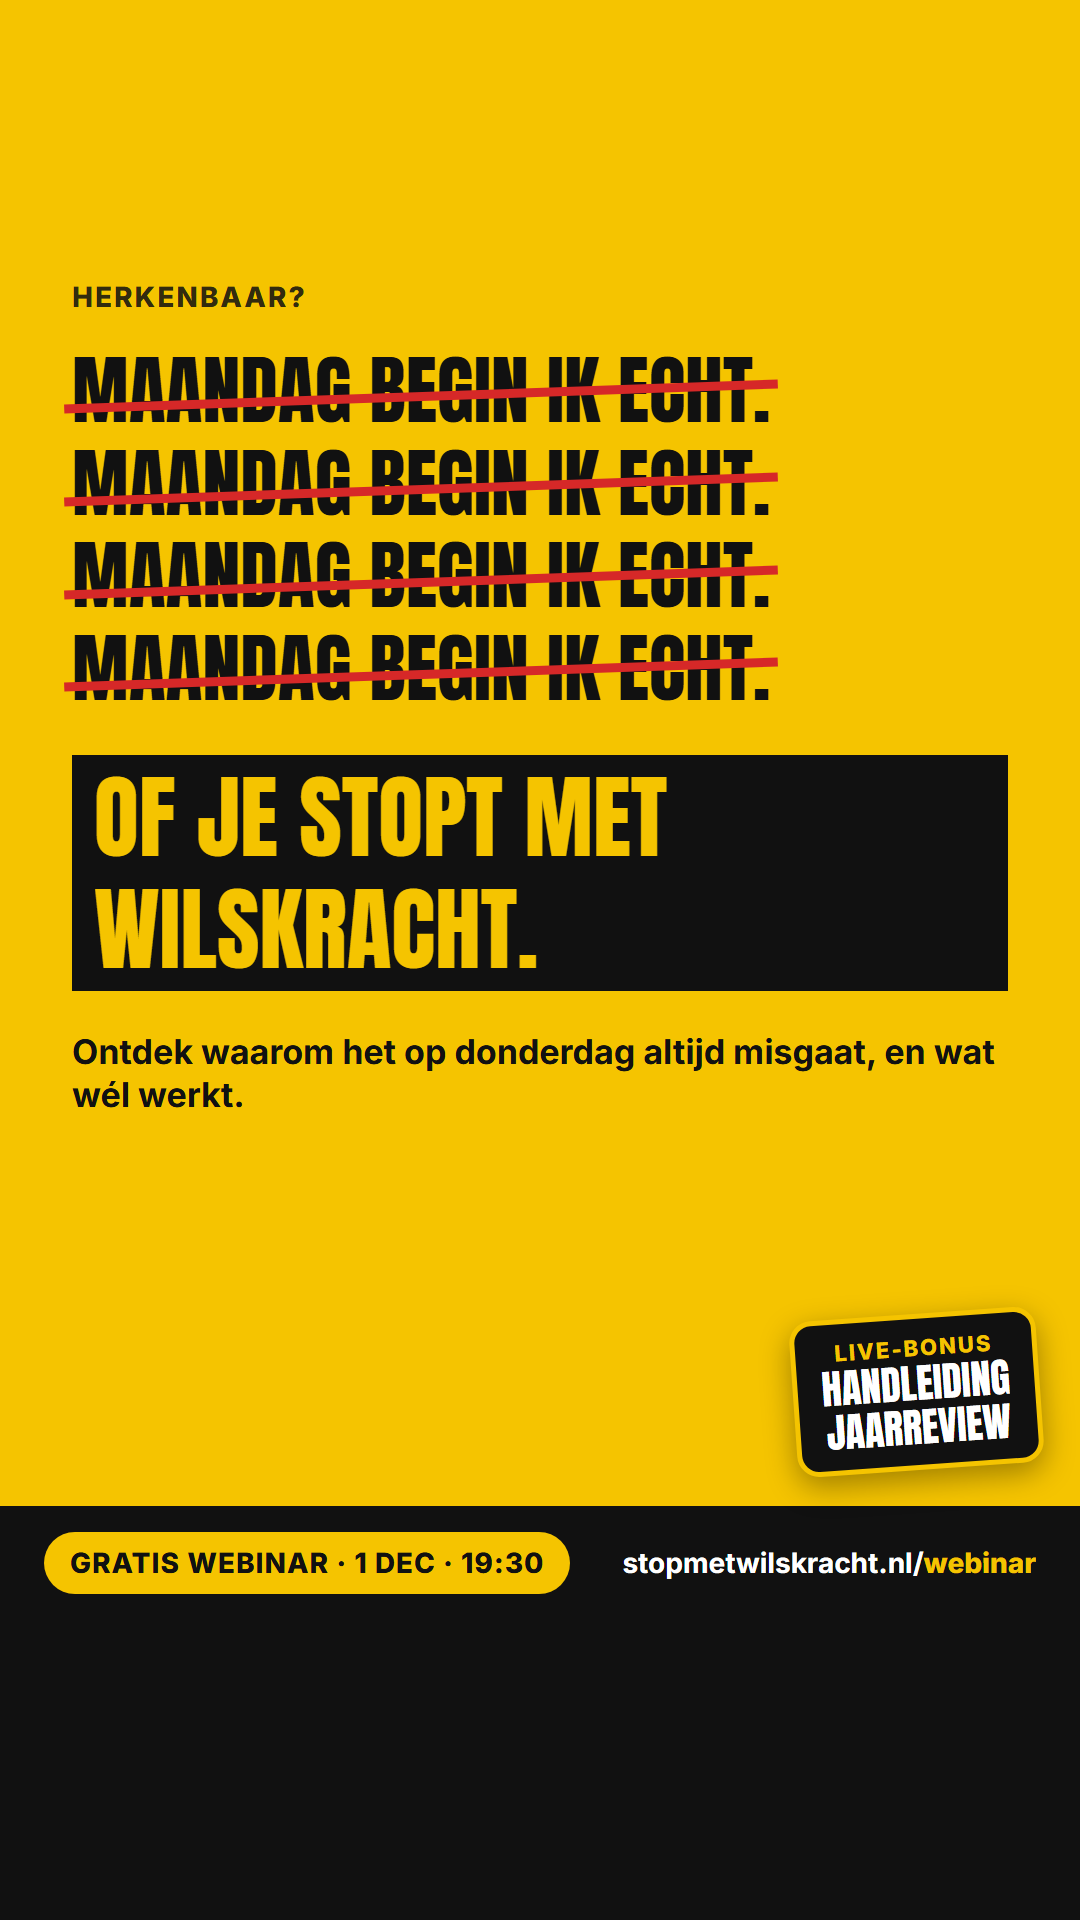 HERKENBAAR?
MAANDAG BEGIN IK ECHT.
MAANDAG BEGIN IK ECHT.
MAANDAG BEGIN IK ECHT.
MAANDAG BEGIN IK ECHT.
OF JE STOPT MET
WILSKRACHT.
Ontdek waarom het op donderdag altijd misgaat, en wat
wél werkt.
LIVE-BONUS
HANDLEIDING
JAARREVIEW
GRATIS WEBINAR · 1 DEC · 19:30
stopmetwilskracht.nl/webinar